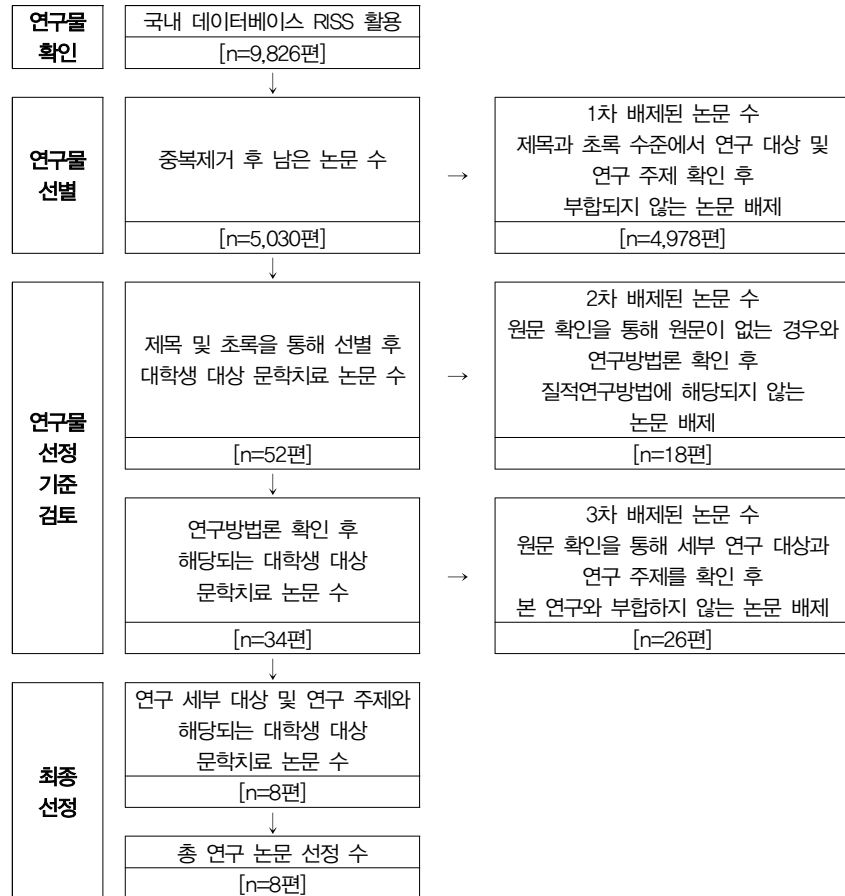 연구물
확인
국내 데이터베이스 RISS 활용
[n=9,826편]
↓
연구물
선별
중복제거 후 남은 논문 수
[n=5,030편]
→
1차 배제된 논문 수
제목과 초록 수준에서 연구 대상 및
연구 주제 확인 후
부합되지 않는 논문 배제
[n=4,978편]
↓
연구물
선정
기준
검토
제목 및 초록을 통해 선별 후
대학생 대상 문학치료 논문 수
[n=52편]
→
2차 배제된 논문 수
원문 확인을 통해 원문이 없는 경우와
연구방법론 확인 후
질적연구방법에 해당되지 않는
논문 배제
[n=18편]
↓
연구방법론 확인 후
해당되는 대학생 대상
문학치료 논문 수
[n=34편]
→
3차 배제된 논문 수
원문 확인을 통해 세부 연구 대상과
연구 주제를 확인 후
본 연구와 부합하지 않는 논문 배제
[n=26편]
↓
최종
선정
연구 세부 대상 및 연구 주제와
해당되는 대학생 대상
문학치료 논문 수
[n=8편]
↓
총 연구 논문 선정 수
[n=8편]